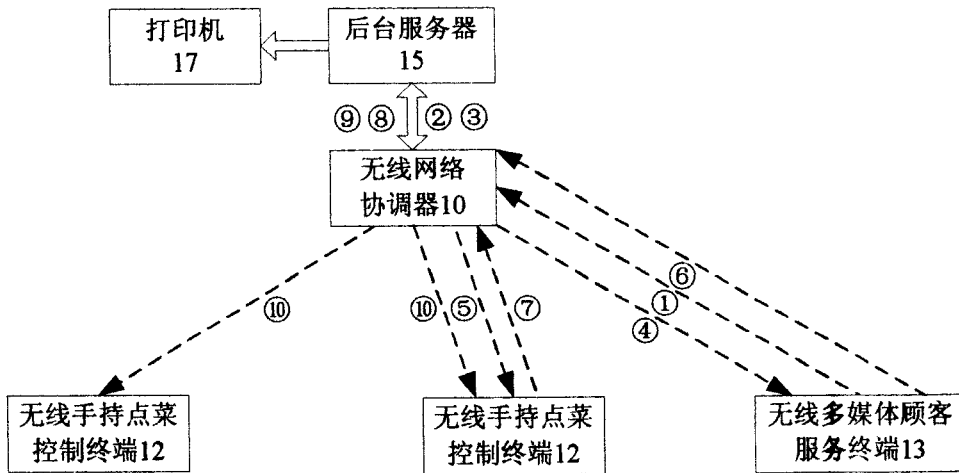 打印机
17
后台服务器
15
⑨ ⑧ ② ③
无线网络
协调器10
⑩ ⑩ ⑤ ⑦ ④ ① ⑥
无线手持点菜
控制终端12
无线手持点菜
控制终端12
无线多媒体顾客
服务终端13